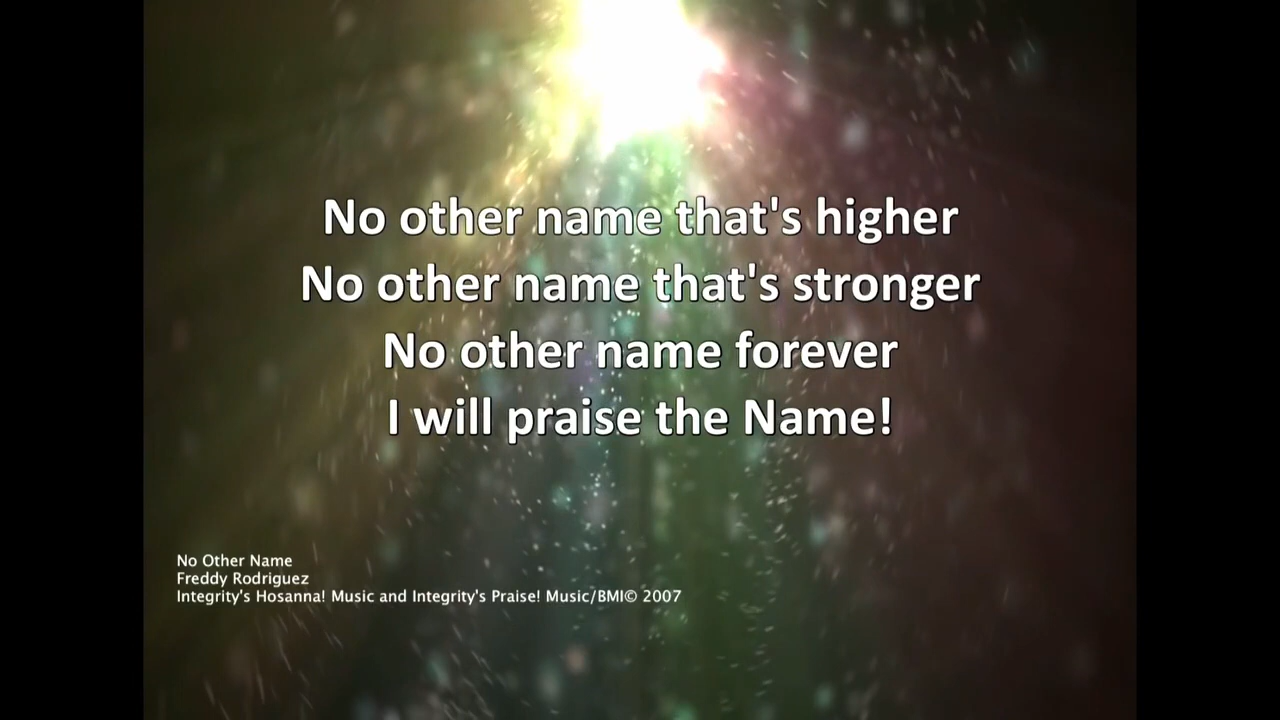 No other name that's higher
No other name that's stronger
No other name forever
I will praise the Name!
No Other Name
Freddy Rodriguez
Integrity's Hosanna! Music and Integrity's Praise! Music/BMI© 2007